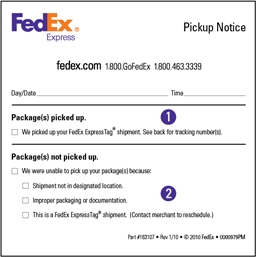 FedEx®
Express
Pickup Notice
fedex.com 1.800.GoFedEx 1.800.463.3339
Day/Date Time
Package(s) picked up.
1
We picked up your FedEx ExpressTag® shipment. See back for tracking number(s).
Package(s) not picked up.
We were unable to pick up your package(s) because:
Shipment not in designated location.
2
Improper packaging or documentation.
This is a FedEx ExpressTag® shipment. (Contact merchant to reschedule.)
Part #163107 • Rev 1/10 • © 2010 FedEx • 0090979PM